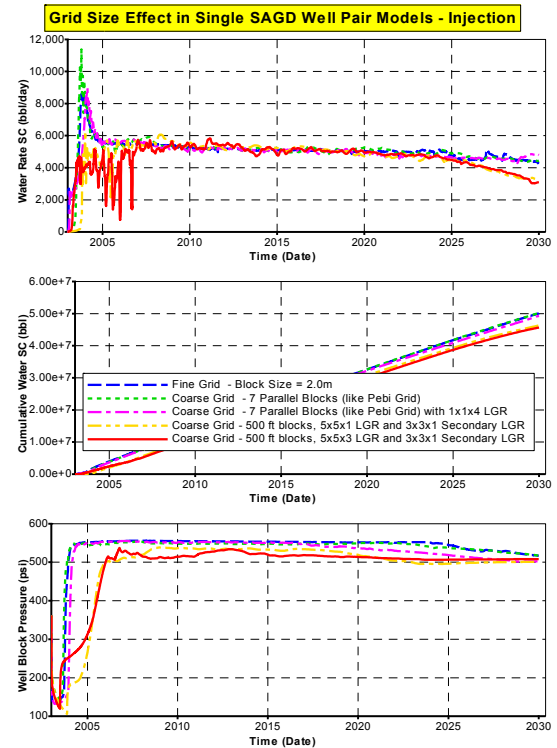 Grid Size Effect in Single SAGD Well Pair Models - Injection
12,000
10,000
8,000
6,000
4,000
2,000
0
Water Rate SC (bbl/day)
2005 2010 2015 2020 2025 2030
Time (Date)
6.00e+7
5.00e+7
4.00e+7
3.00e+7
2.00e+7
1.00e+7
0.00e+0
Cumulative Water SC (bbl)
Fine Grid - Block Size = 2.0m
Coarse Grid - 7 Parallel Blocks (like Pebi Grid)
Coarse Grid - 7 Parallel Blocks (like Pebi Grid) with 1x1x4 LGR
Coarse Grid - 500 ft blocks, 5x5x1 LGR and 3x3x1 Secondary LGR
Coarse Grid - 500 ft blocks, 5x5x3 LGR and 3x3x1 Secondary LGR
2005 2010 2015 2020 2025 2030
Time (Date)
600
500
400
300
200
100
Well Block Pressure (psi)
2005 2010 2015 2020 2025 2030
Time (Date)